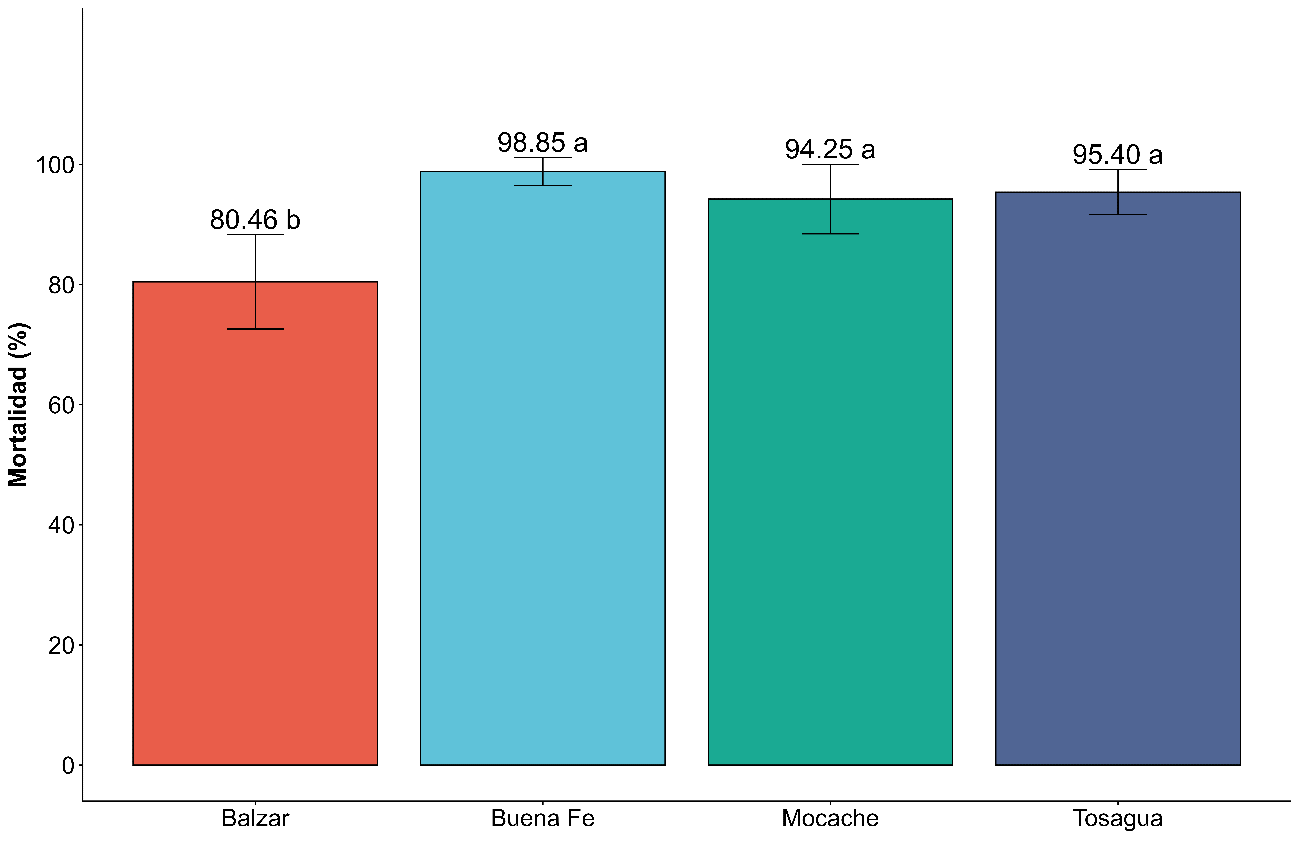 Mortalidad (%)
100
80
60
40
20
0
80.46 b
98.85 a
94.25 a
95.40 a
Balzar
Buena Fe
Mocache
Tosagua